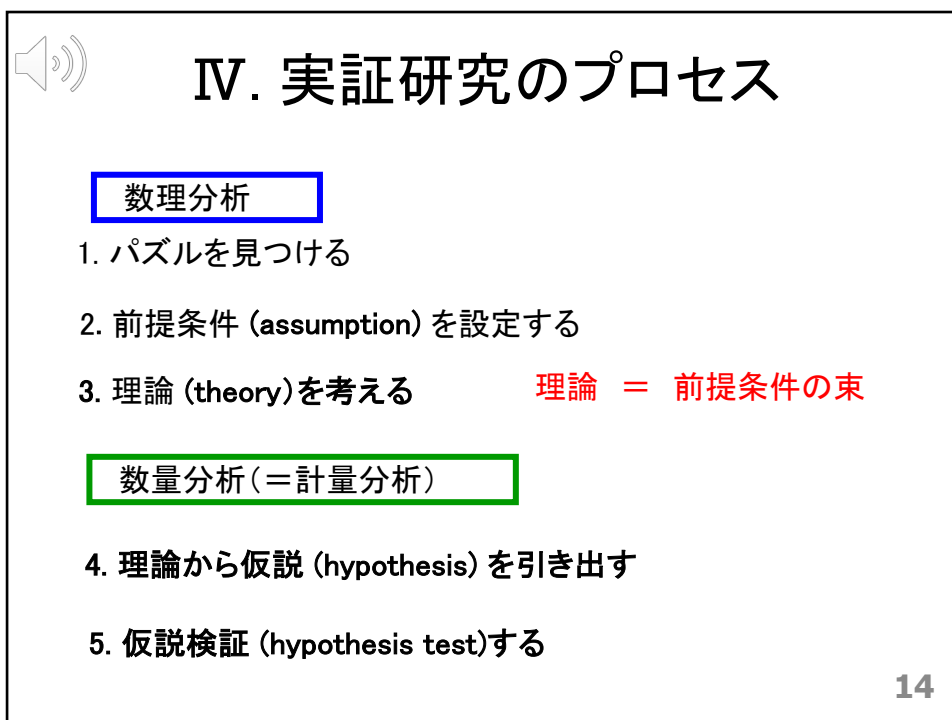 Ⅳ. 実証研究のプロセス
数理分析
1. パズルを見つける
2. 前提条件 (assumption) を設定する
3. 理論 (theory)を考える
理論 = 前提条件の束
数量分析(=計量分析)
4. 理論から仮説 (hypothesis) を引き出す
5. 仮説検証 (hypothesis test)する
14